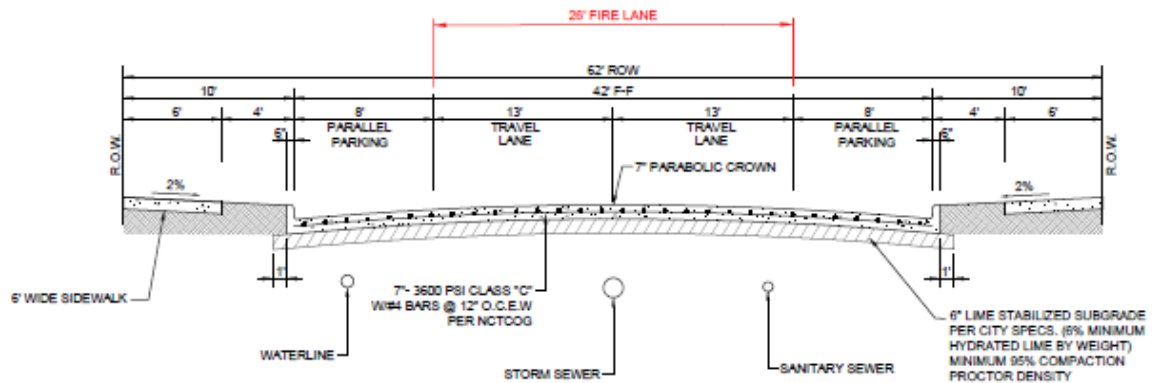 26' FIRE LANE
62' ROW
10'
42' F-F
10'
6'
4'
8'
13'
13'
8'
4'
6'
PARALLEL
PARKING
TRAVEL
LANE
TRAVEL
LANE
PARALLEL
PARKING
6"
6"
R.O.W.
R.O.W.
7" PARABOLIC CROWN
2%
2%
1'
1'
6' WIDE SIDEWALK
7"- 3600 PSI CLASS "C"
W/#4 BARS @ 12" O.C.E.W
PER NCTCOG
WATERLINE
STORM SEWER
SANITARY SEWER
6" LIME STABILIZED SUBGRADE
PER CITY SPECS. (6% MINIMUM
HYDRATED LIME BY WEIGHT)
MINIMUM 95% COMPACTION
PROCTOR DENSITY